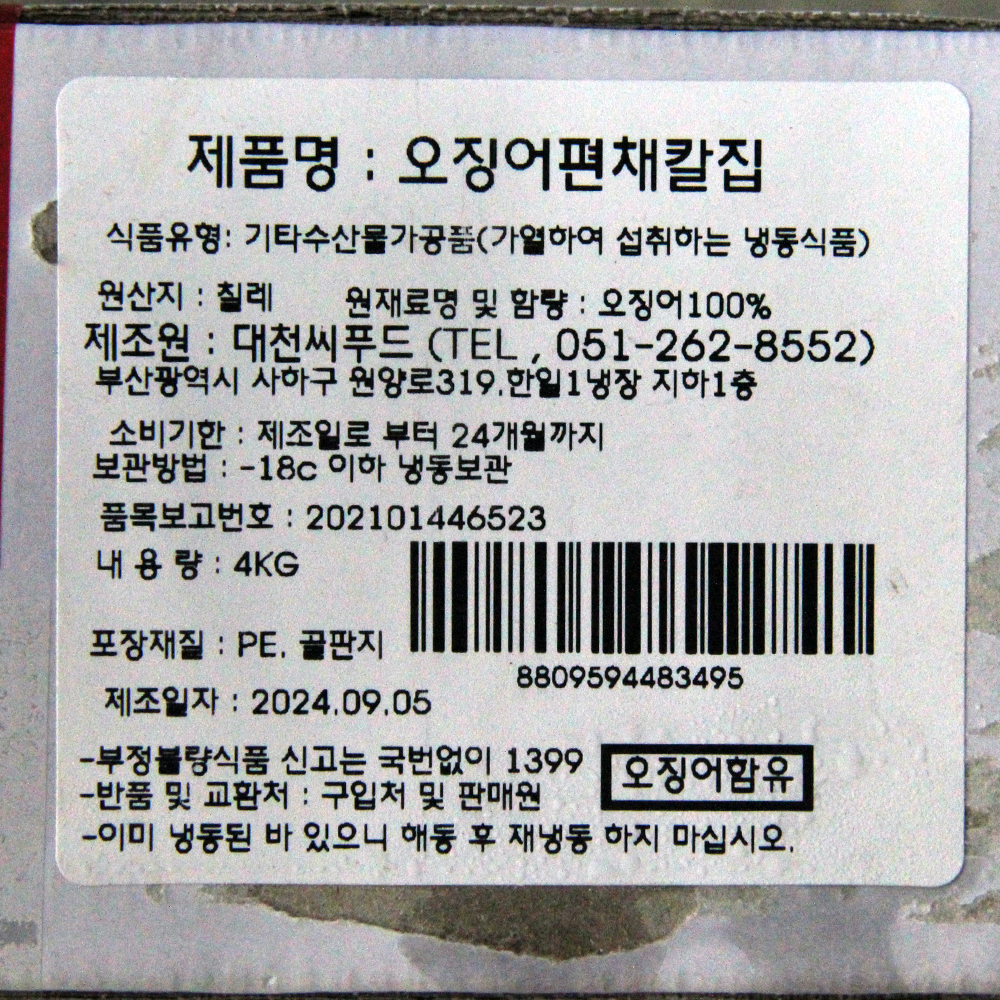 제품명 : 오징어편채칼집
식품유형: 기타수산물가공품(가열하여 섭취하는 냉동식품)
원산지 : 칠레 원재료명 및 함량 : 오징어100%
제조원 : 대천씨푸드 (TEL , 051-262-8552)
부산광역시 사하구 원양로319.한일1냉장 지하1층
소비기한 : 제조일로 부터 24개월까지
보관방법 : -18c 이하 냉동보관
품목보고번호 : 202101446523
내 용 량 : 4KG
8809594483495
포장재질 : PE. 골판지
제조일자 : 2024.09.05
-부정불량식품 신고는 국번없이 1399
오징어함유
-반품 및 교환처 : 구입처 및 판매원
-이미 냉동된 바 있으니 해동 후 재냉동 하지 마십시오.